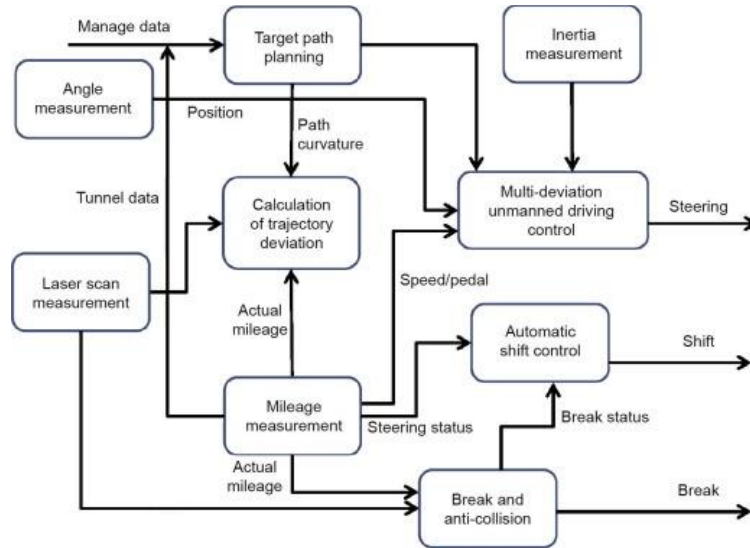 Manage data
Target path
planning
Inertia
measurement
Angle
measurement
Position
Path
curvature
Tunnel data
Calculation
of trajectory
deviation
Multi-deviation
unmanned driving
control
Steering
Laser scan
measurement
Speed/pedal
Actual
mileage
Automatic
shift control
Shift
Mileage
measurement
Steering status
Break status
Actual
mileage
Break and
anti-collision
Break